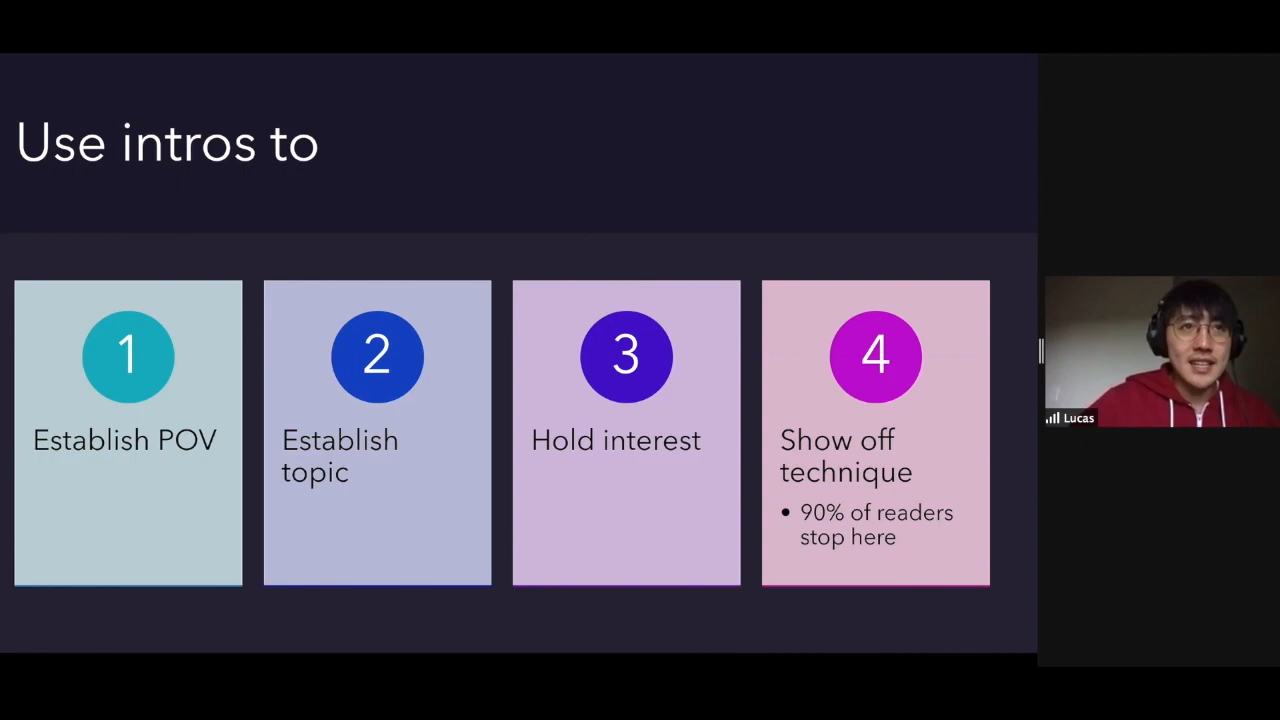 Use intros to
1
Establish POV
2
Establish
topic
3
Hold interest
4
Show off
technique
• 90% of readers
stop here
Lucas